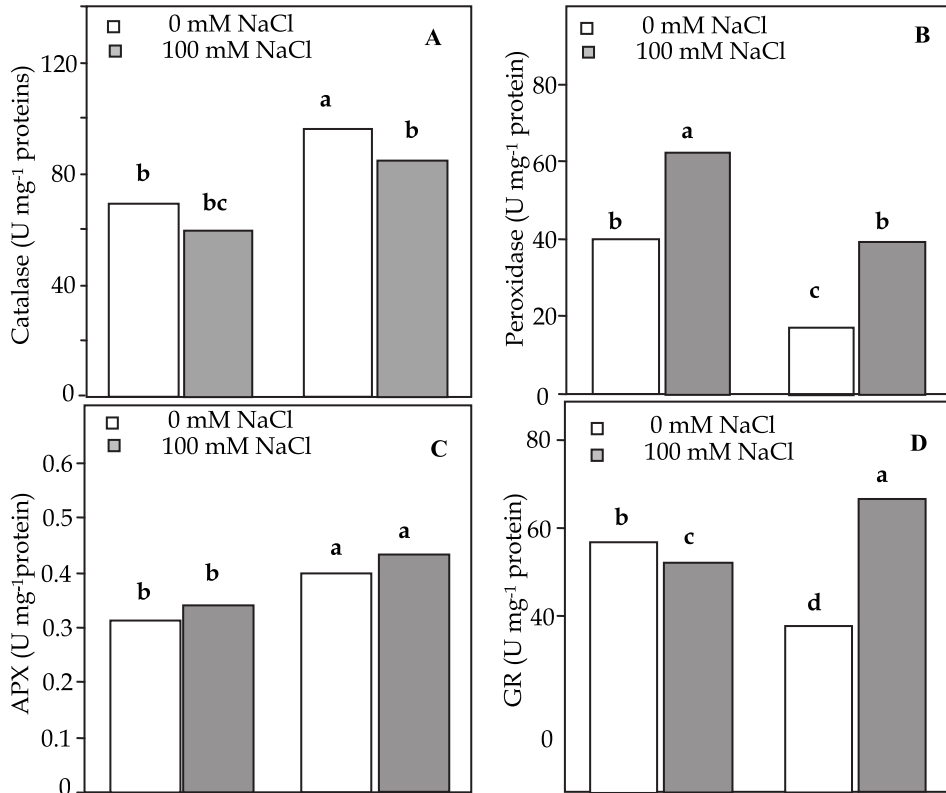 0 mM NaCl
100 mM NaCl
A
120
80
40
0
Catalase (U mg-1 proteins)
b
bc
a
b
0 mM NaCl
100 mM NaCl
B
80
60
40
20
0
Peroxidase (U mg-1 protein)
b
a
c
b
0 mM NaCl
100 mM NaCl
C
0.6
0.5
0.4
0.3
0.2
0.1
0
APX (U mg-1protein)
b
b
a
a
0 mM NaCl
100 mM NaCl
D
80
60
40
0
GR (U mg-1 protein)
b
c
d
a